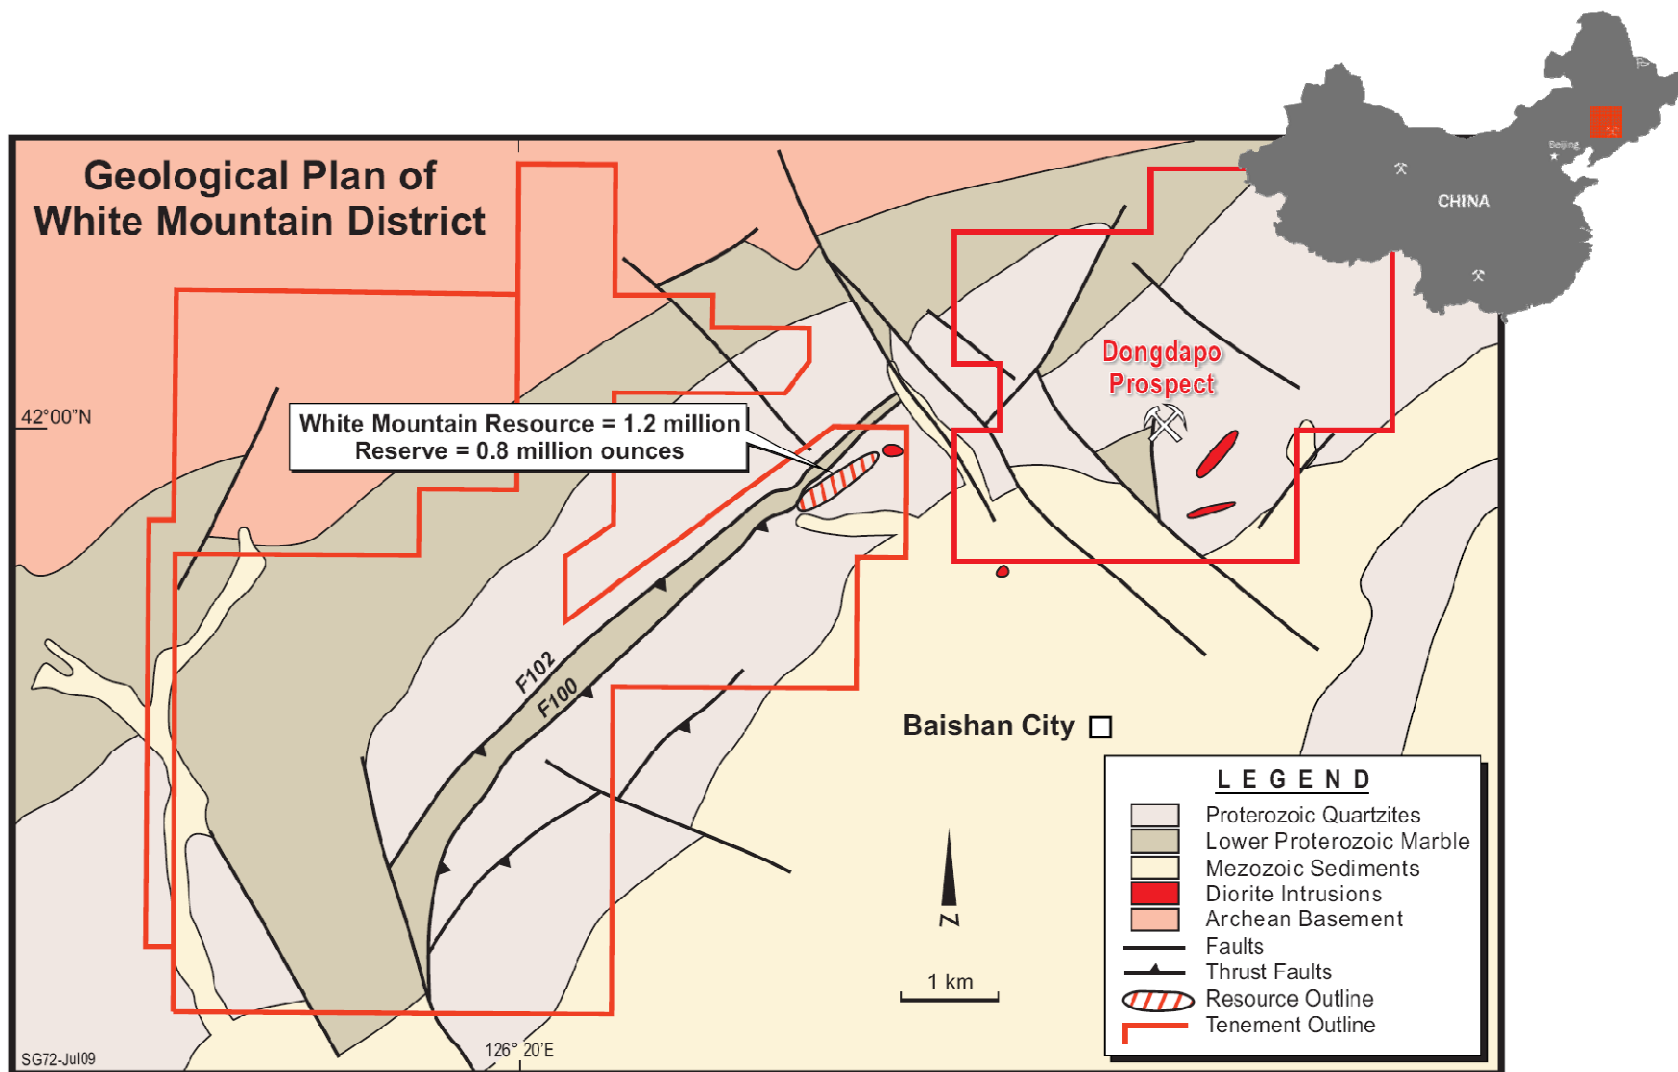 Geological Plan of
White Mountain District
Beijing
CHINA
Dongdapo
Prospect
42°00"N
White Mountain Resource = 1.2 million
Reserve = 0.8 million ounces
F102
F100
Baishan City
LEGEND
Proterozoic Quartzites
Lower Proterozoic Marble
Mezozoic Sediments
Diorite Intrusions
Archean Basement
Faults
Thrust Faults
Resource Outline
Tenement Outline
N
1 km
126° 20'E
SG72-Jul09